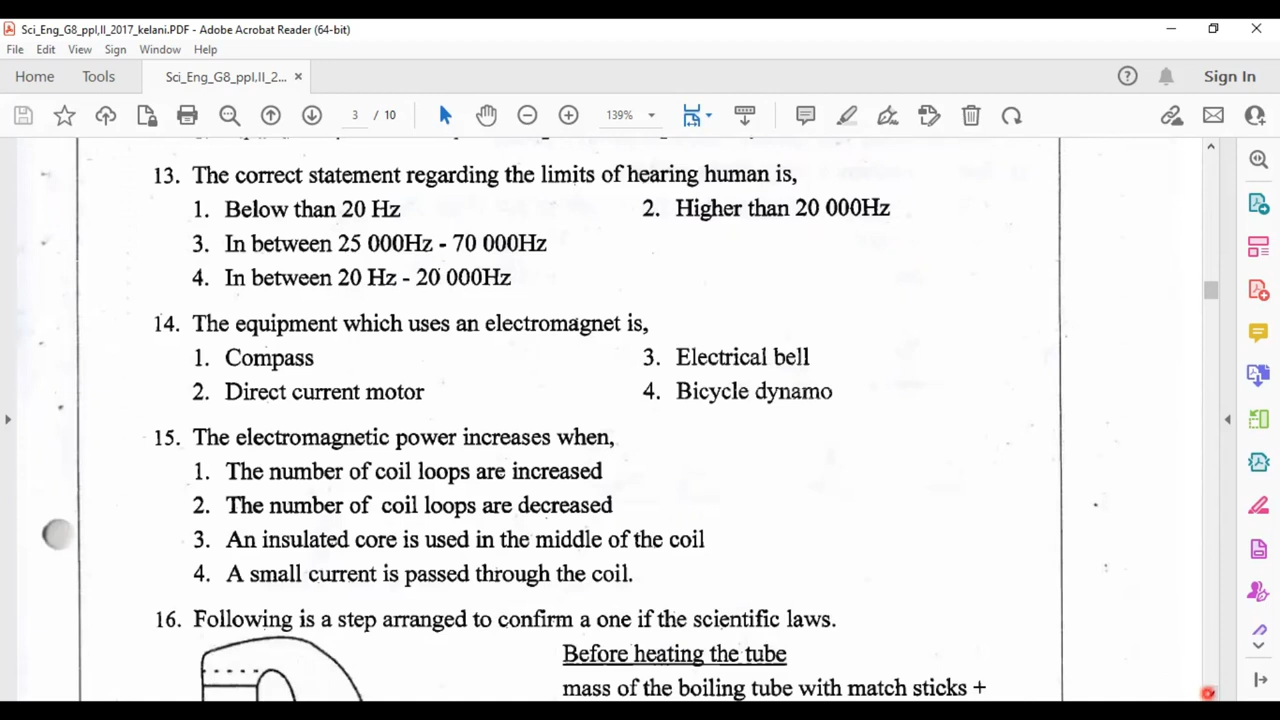 Sci_Eng_G8_ppl,II_2017_kelani.PDF - Adobe Acrobat Reader (64-bit)
File Edit View Sign Window Help
Home Tools Sci_Eng_G8_ppl,II_2... Sign In
3 / 10 139%
13. The correct statement regarding the limits of hearing human is,
1. Below than 20 Hz 2. Higher than 20 000Hz
3. In between 25 000Hz - 70 000Hz
4. In between 20 Hz - 20 000Hz
14. The equipment which uses an electromagnet is,
1. Compass 3. Electrical bell
2. Direct current motor 4. Bicycle dynamo
15. The electromagnetic power increases when,
1. The number of coil loops are increased
2. The number of coil loops are decreased
3. An insulated core is used in the middle of the coil
4. A small current is passed through the coil.
16. Following is a step arranged to confirm a one if the scientific laws.
Before heating the tube
mass of the boiling tube with match sticks +